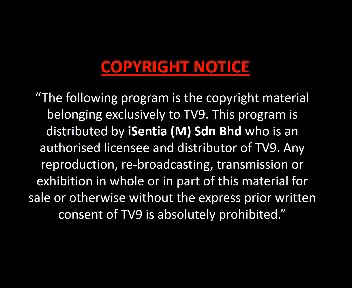 COPYRIGHT NOTICE
“The following program is the copyright material
belonging exclusively to TV9. This program is
distributed by iSentia (M) Sdn Bhd who is an
authorised licensee and distributor of TV9. Any
reproduction, re-broadcasting, transmission or
exhibition in whole or in part of this material for
sale or otherwise without the express prior written
consent of TV9 is absolutely prohibited.”